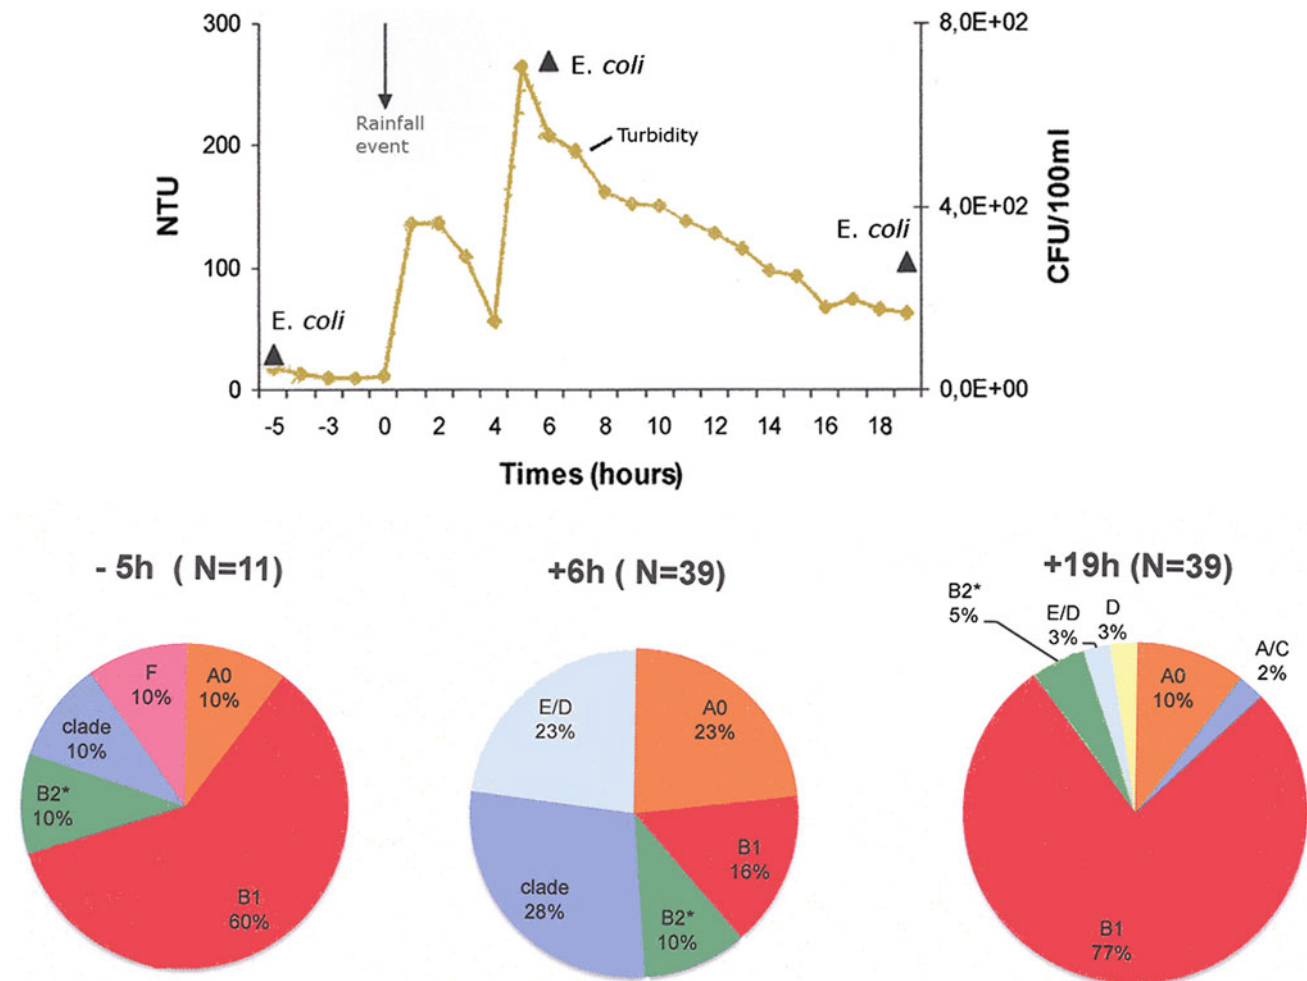 300
8,0E+02
E. coli
Rainfall
event
Turbidity
200
NTU
4,0E+02
CFU/100ml
E. coli
100
E. coli
0
0,0E+00
-5 -3 0 2 4 6 8 10 12 14 16 18
Times (hours)
- 5h ( N=11)
+6h ( N=39)
+19h (N=39)
F
10%
A0
10%
clade
10%
B2*
10%
B1
60%
E/D
23%
A0
23%
B1
16%
clade
28%
B2*
10%
B2*
5%
E/D
3%
D
3%
A0
10%
A/C
2%
B1
77%